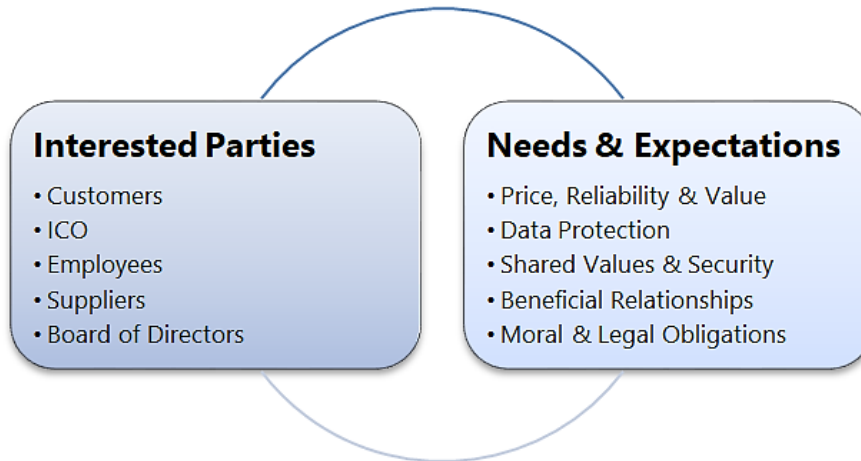 Interested Parties
• Customers
• ICO
• Employees
• Suppliers
• Board of Directors
Needs & Expectations
• Price, Reliability & Value
• Data Protection
• Shared Values & Security
• Beneficial Relationships
• Moral & Legal Obligations